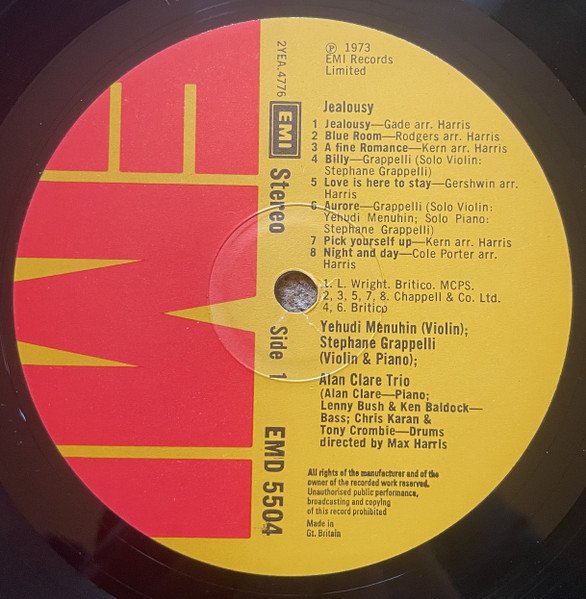 ℗ 1973
EMI Records
Limited
2YEA.4776
EMI
Stereo
Side 1
EMD 5504
Jealousy
1 Jealousy—Gade arr. Harris
2 Blue Room—Rodgers arr. Harris
3 A fine Romance—Kern arr. Harris
4 Billy—Grappelli (Solo Violin:
Stephane Grappelli)
5 Love is here to stay—Gershwin arr.
Harris
6 Aurore—Grappelli (Solo Violin:
Yehudi Menuhin; Solo Piano:
Stephane Grappelli)
7 Pick yourself up—Kern arr. Harris
8 Night and day—Cole Porter arr.
Harris
1. L. Wright. Britico. MCPS.
2, 3, 5, 7, 8. Chappell & Co. Ltd.
4, 6. Britico
Yehudi Menuhin (Violin);
Stephane Grappelli
(Violin & Piano);
Alan Clare Trio
(Alan Clare—Piano;
Lenny Bush & Ken Baldock—
Bass; Chris Karan &
Tony Crombie—Drums
directed by Max Harris
All rights of the manufacturer and of the
owner of the recorded work reserved.
Unauthorised public performance,
broadcasting and copying
of this record prohibited
Made in
Gt. Britain